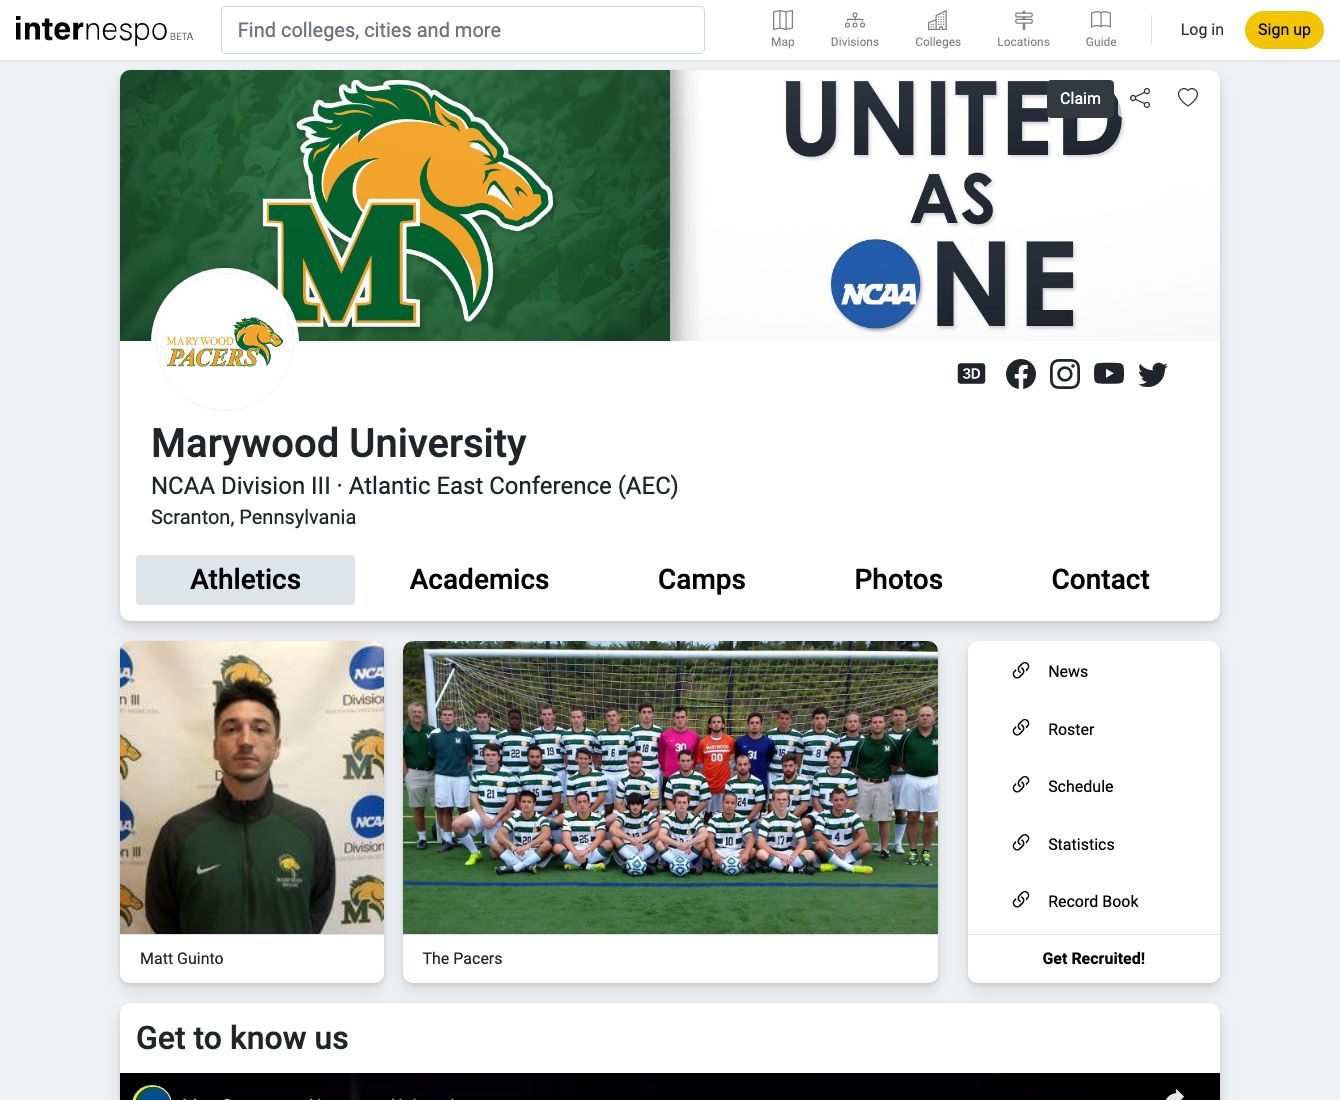 internespo BETA
Find colleges, cities and more
Map
Divisions
Colleges
Locations
Guide
Log in
Sign up
UNITED
AS
NCAA NE
Claim
M
MARYWOOD
PACERS
3D
Marywood University
NCAA Division III · Atlantic East Conference (AEC)
Scranton, Pennsylvania
Athletics
Academics
Camps
Photos
Contact
Matt Guinto
The Pacers
News
Roster
Schedule
Statistics
Record Book
Get Recruited!
Get to know us